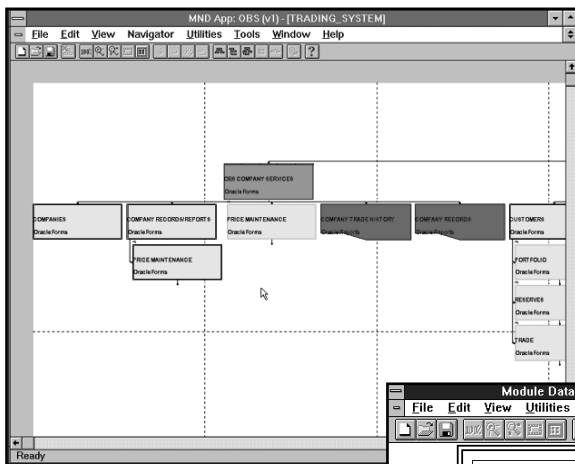 MND App: OBS (v1) - [TRADING_SYSTEM]
File Edit View Navigator Utilities Tools Window Help
OBS COMPANY SERVICES
Oracle Forms
COMPANIES
Oracle Forms
COMPANY RECORDS/REPORTS
Oracle Forms
PRICE MAINTENANCE
Oracle Forms
COMPANY TRADE HISTORY
Oracle Reports
COMPANY RECORDS
Oracle Reports
CUSTOMERS
Oracle Forms
PRICE MAINTENANCE
Oracle Forms
PORTFOLIO
Oracle Forms
RESERVES
Oracle Forms
TRADE
Oracle Forms
Ready
Module Data
File Edit View Utilities